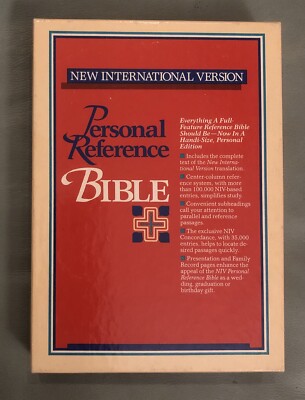 NEW INTERNATIONAL VERSION
Personal
Reference
BIBLE
Everything A Full-
Feature Reference Bible
Should Be—Now In A
Handi-Size, Personal
Edition
Includes the complete
text of the New Interna-
tional Version translation.
Center-column refer-
ence system, with more
than 100,000 NIV-based
entries, simplifies study.
Convenient subheadings
call your attention to
parallel and reference
passages.
The exclusive NIV
Concordance, with 35,000
entries, helps to locate de-
sired passages quickly.
Presentation and Family
Record pages enhance the
appeal of the NIV Personal
Reference Bible as a wed-
ding, graduation or
birthday gift.